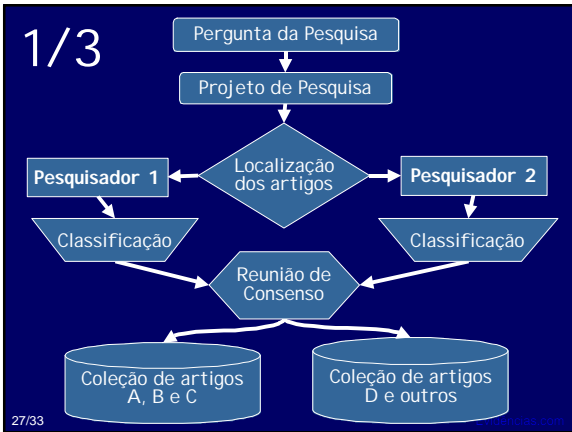 1/3
Pergunta da Pesquisa
Projeto de Pesquisa
Localização
dos artigos
Pesquisador 1
Pesquisador 2
Classificação
Classificação
Reunião de
Consenso
Coleção de artigos
A, B e C
Coleção de artigos
D e outros
27/33